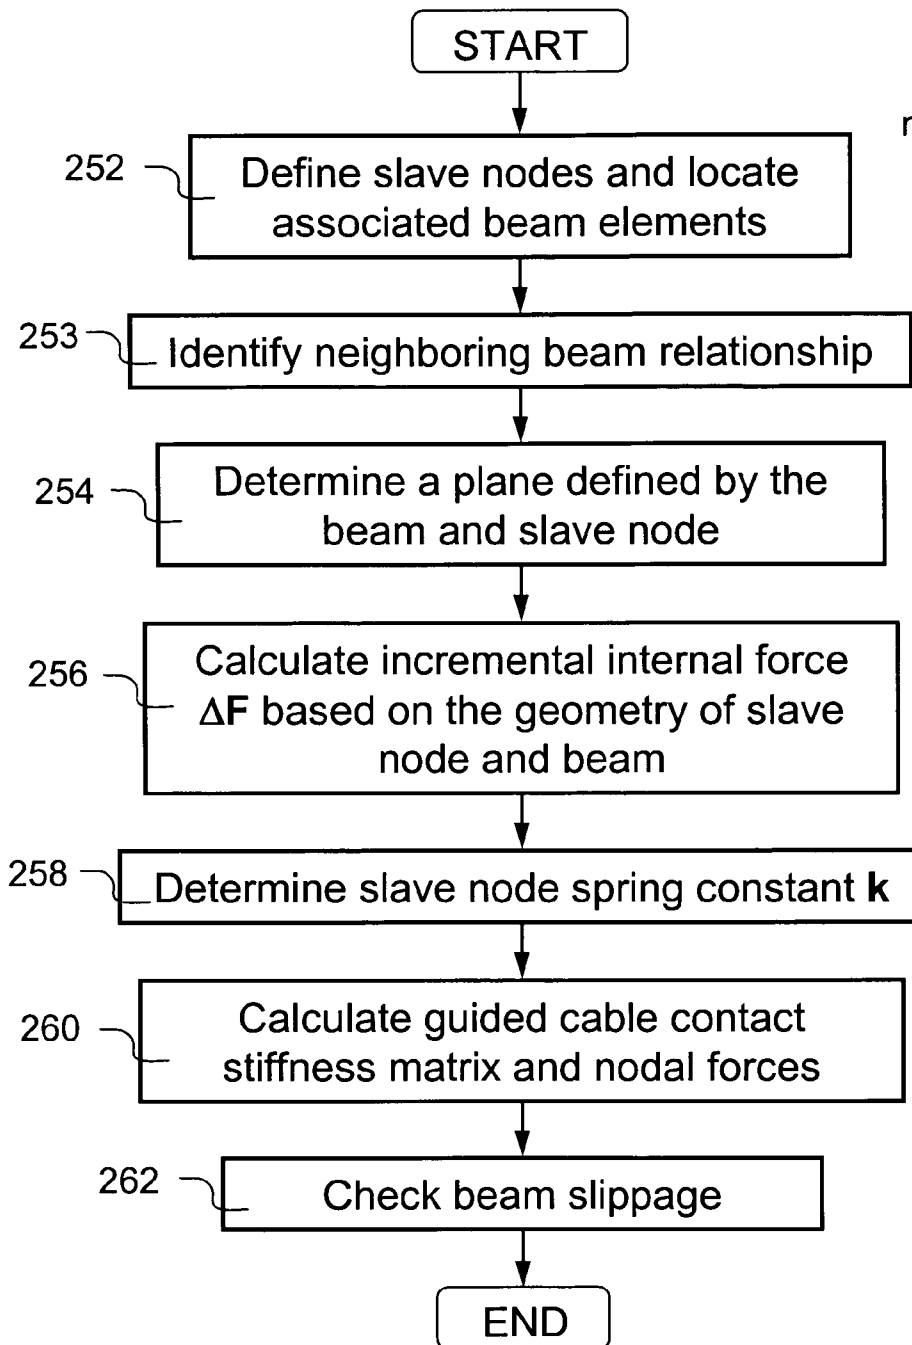 START
r
252
Define slave nodes and locate
associated beam elements
253
Identify neighboring beam relationship
254
Determine a plane defined by the
beam and slave node
256
Calculate incremental internal force
ΔF based on the geometry of slave
node and beam
258
Determine slave node spring constant k
260
Calculate guided cable contact
stiffness matrix and nodal forces
262
Check beam slippage
END